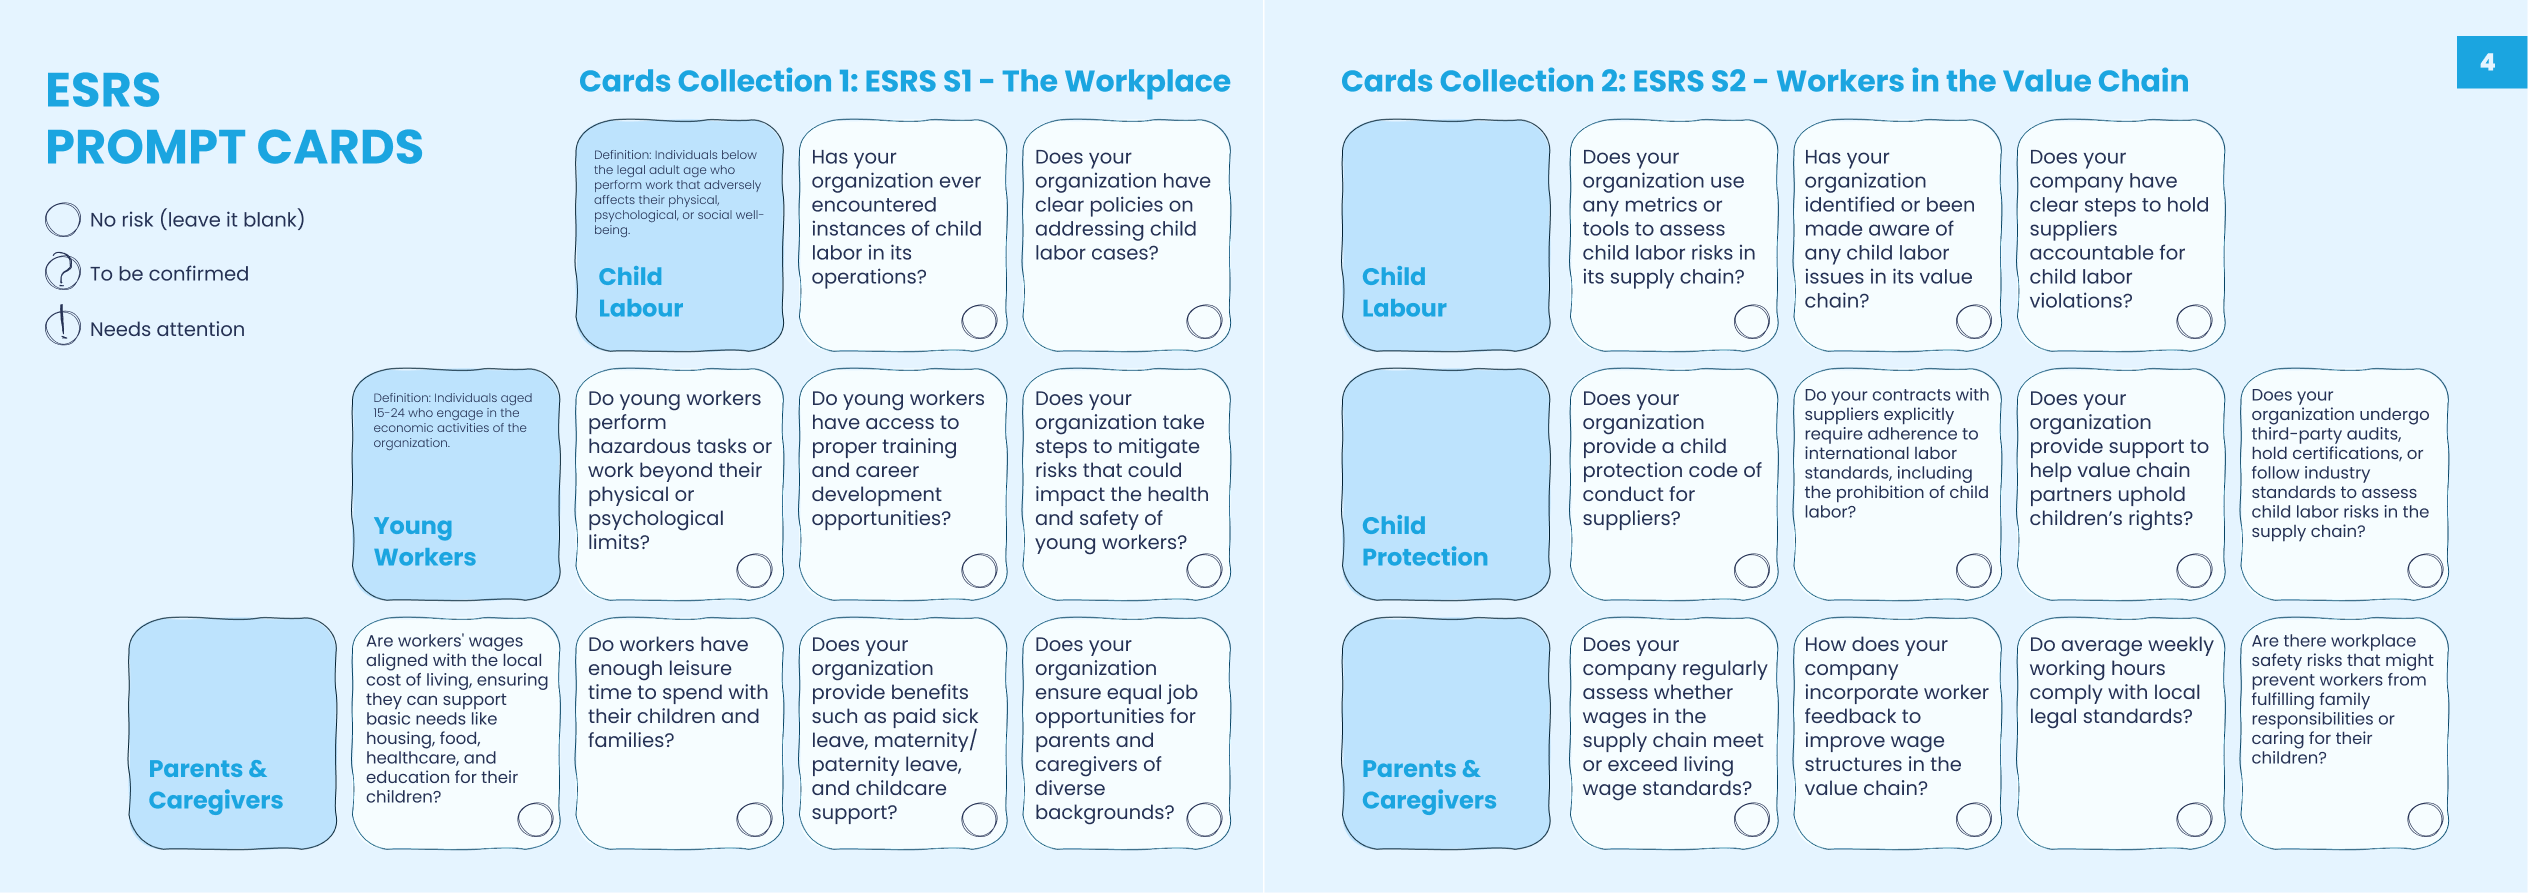 ESRS
PROMPT CARDS
No risk (leave it blank)
To be confirmed
Needs attention
Cards Collection 1: ESRS S1 - The Workplace
Definition: Individuals below
the legal adult age who
perform work that adversely
affects their physical,
psychological, or social well-
being.
Child
Labour
Has your
organization ever
encountered
instances of child
labor in its
operations?
Does your
organization have
clear policies on
addressing child
labor cases?
Definition: Individuals aged
15-24 who engage in the
economic activities of the
organization.
Young
Workers
Do young workers
perform
hazardous tasks or
work beyond their
physical or
psychological
limits?
Do young workers
have access to
proper training
and career
development
opportunities?
Does your
organization take
steps to mitigate
risks that could
impact the health
and safety of
young workers?
Parents &
Caregivers
Are workers' wages
aligned with the local
cost of living, ensuring
they can support
basic needs like
housing, food,
healthcare, and
education for their
children?
Do workers have
enough leisure
time to spend with
their children and
families?
Does your
organization
provide benefits
such as paid sick
leave, maternity/
paternity leave,
and childcare
support?
Does your
organization
ensure equal job
opportunities for
parents and
caregivers of
diverse
backgrounds?
4
Cards Collection 2: ESRS S2 - Workers in the Value Chain
Child
Labour
Does your
organization use
any metrics or
tools to assess
child labor risks in
its supply chain?
Has your
organization
identified or been
made aware of
any child labor
issues in its value
chain?
Does your
company have
clear steps to hold
suppliers
accountable for
child labor
violations?
Child
Protection
Does your
organization
provide a child
protection code of
conduct for
suppliers?
Do your contracts with
suppliers explicitly
require adherence to
international labor
standards, including
the prohibition of child
labor?
Does your
organization
provide support to
help value chain
partners uphold
children’s rights?
Does your
organization undergo
third-party audits,
hold certifications, or
follow industry
standards to assess
child labor risks in the
supply chain?
Parents &
Caregivers
Does your
company regularly
assess whether
wages in the
supply chain meet
or exceed living
wage standards?
How does your
company
incorporate worker
feedback to
improve wage
structures in the
value chain?
Do average weekly
working hours
comply with local
legal standards?
Are there workplace
safety risks that might
prevent workers from
fulfilling family
responsibilities or
caring for their
children?